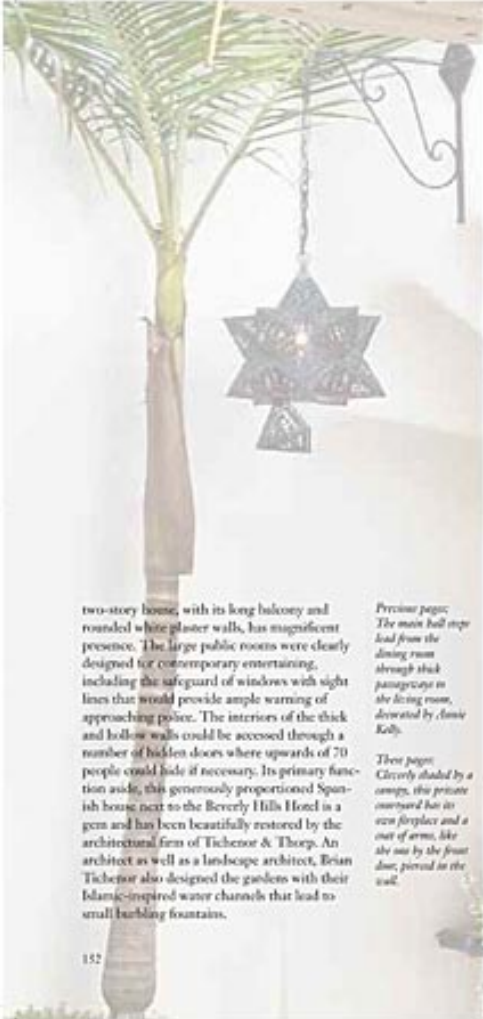 two-story house, with its long balcony and
rounded white plaster walls, has magnificent
presence. The large public rooms were clearly
designed for contemporary entertaining,
including the safeguard of windows with sight
lines that would provide ample warning of
approaching police. The interiors of the thick
and hollow walls could be accessed through a
number of hidden doors where upwards of 70
people could hide if necessary. Its primary func-
tion aside, this generously proportioned Span-
ish house next to the Beverly Hills Hotel is a
gem and has been beautifully restored by the
architectural firm of Tichenor & Thorp. An
architect as well as a landscape architect, Brian
Tichenor also designed the gardens with their
Islamic-inspired water channels that lead to
small burbling fountains.
152
Previous pages:
The main hall steps
lead from the
dining room
through thick
passageways to
the living room,
decorated by Annie
Kelly.
These pages:
Cleverly shaded by a
canopy, this private
courtyard has its
own fireplace and a
coat of arms, like
the one by the front
door, pierced in the
wall.